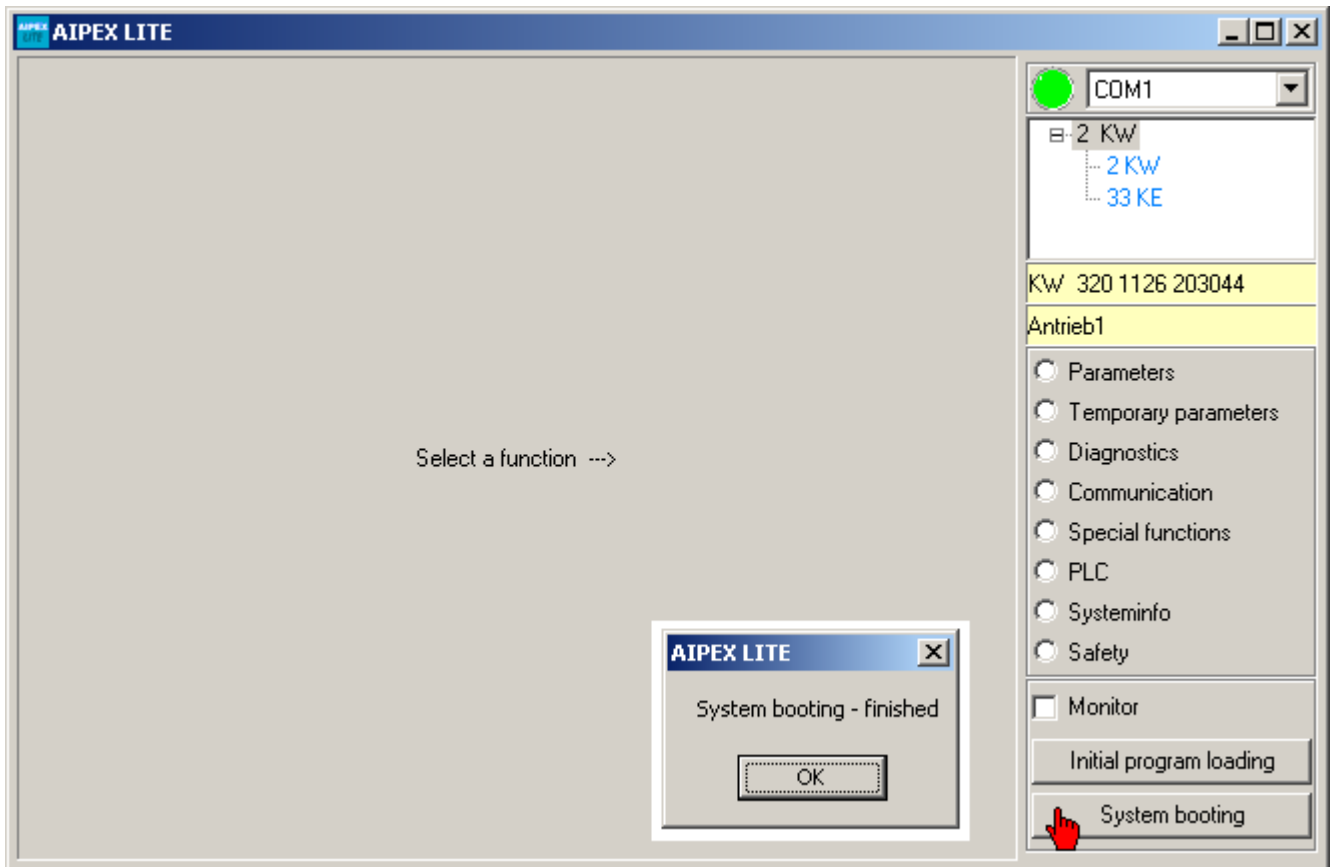 AIPEX LITE AIPEX LITE
COM1
2 KW
2 KW
33 KE
KW 320 1126 203044
Antrieb1
Parameters
Temporary parameters
Diagnostics
Communication
Special functions
PLC
Systeminfo
Safety
Select a function --->
AIPEX LITE
System booting - finished
OK
Monitor
Initial program loading
System booting